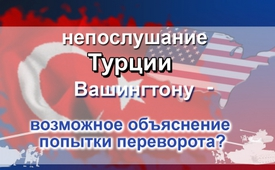 непослушание
Турции
Вашингтону -
возможное объяснение
попытки переворота?